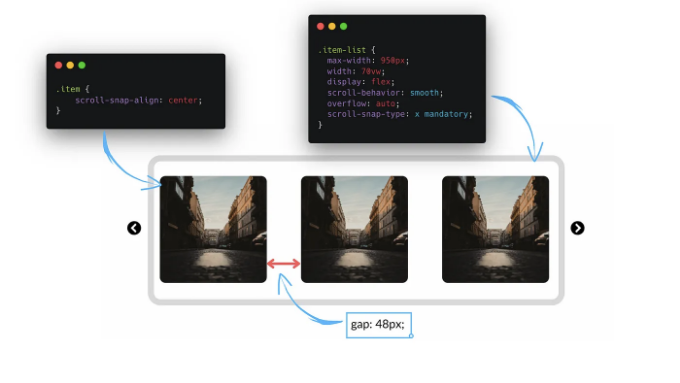 .item {
scroll-snap-align: center;
}
.item-list {
max-width: 950px;
width: 70vw;
display: flex;
scroll-behavior: smooth;
overflow: auto;
scroll-snap-type: x mandatory;
}
gap: 48px;